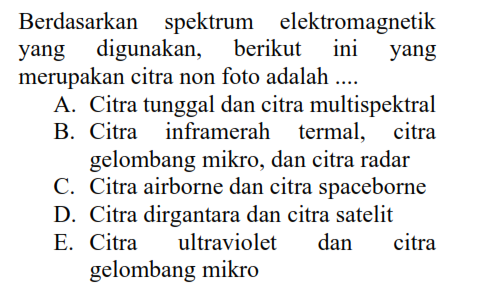 Berdasarkan spektrum elektromagnetik
yang digunakan, berikut ini yang
merupakan citra non foto adalah ....
A. Citra tunggal dan citra multispektral
B. Citra inframerah termal, citra
gelombang mikro, dan citra radar
C. Citra airborne dan citra spaceborne
D. Citra dirgantara dan citra satelit
E. Citra ultraviolet dan citra
gelombang mikro